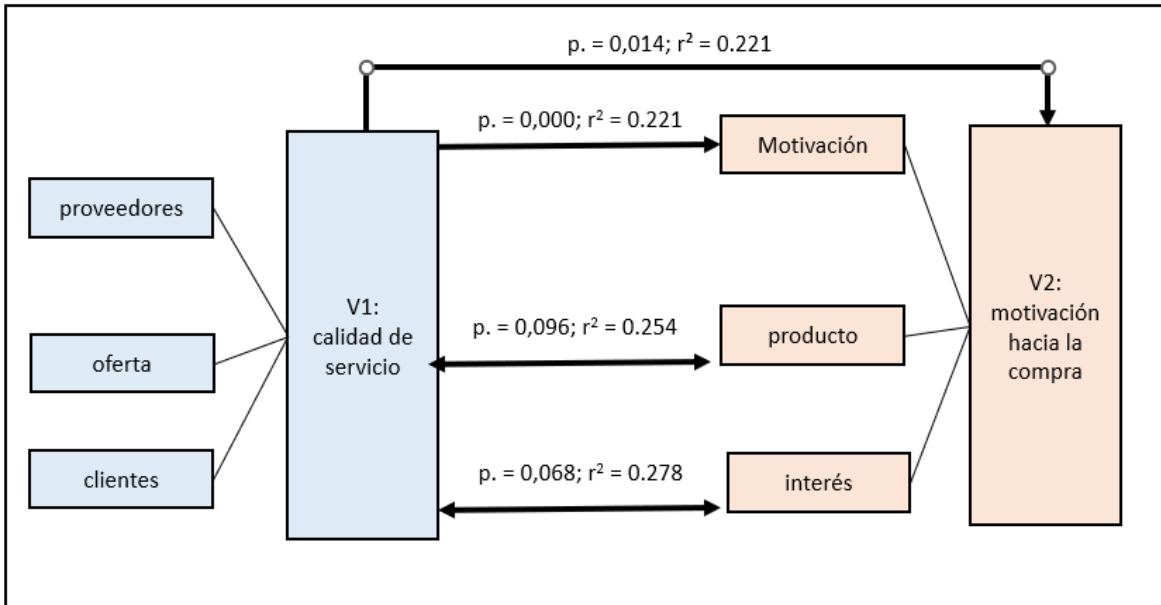 p. = 0,014; r² = 0.221
p. = 0,000; r² = 0.221
Motivación
proveedores
V1:
calidad de
servicio
V2:
motivación
hacia la
compra
p. = 0,096; r² = 0.254
producto
oferta
p. = 0,068; r² = 0.278
clientes
interés